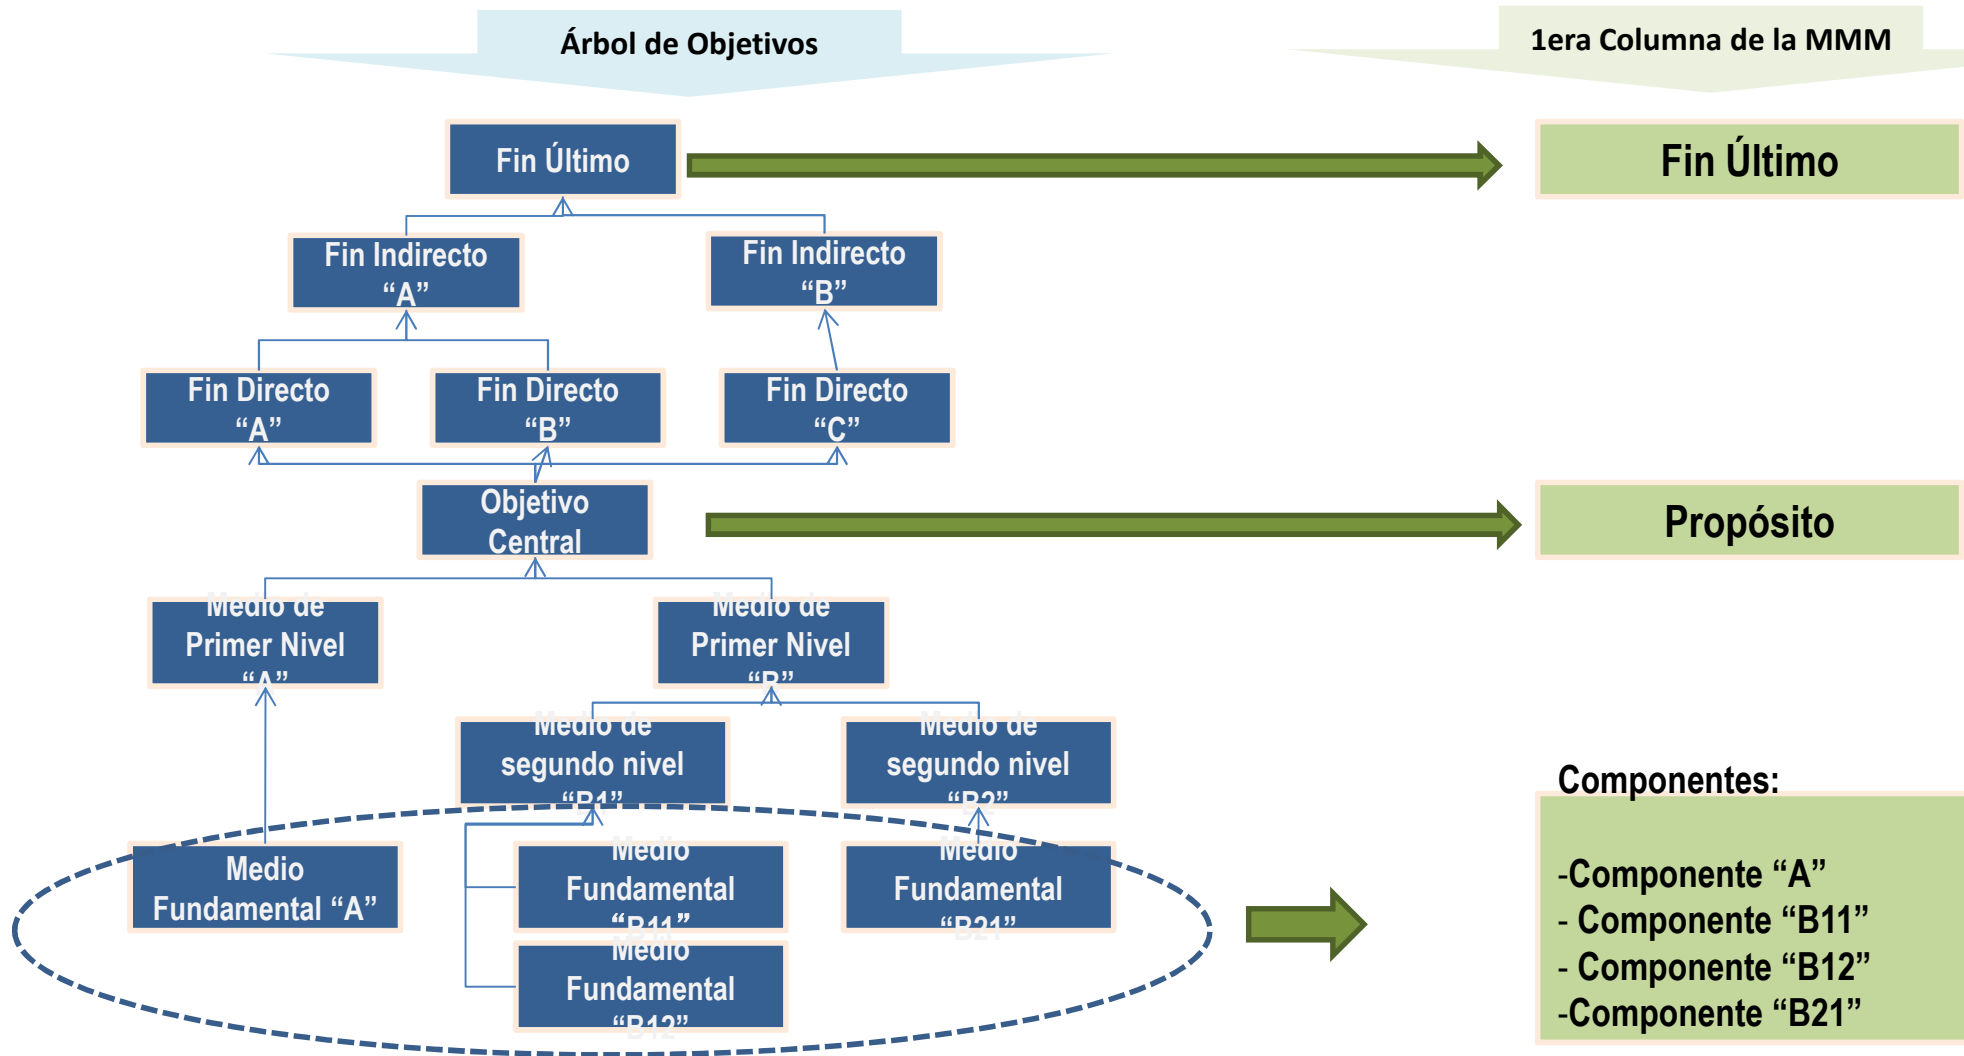 Árbol de Objetivos
1era Columna de la MMM
Fin Último
Fin Último
Fin Indirecto
“A”
Fin Indirecto
“B”
Fin Directo
“A”
Fin Directo
“B”
Fin Directo
“C”
Objetivo
Central
Propósito
Medio de
Primer Nivel
“A”
Medio de
Primer Nivel
“B”
Medio de
segundo nivel
“B1”
Medio de
segundo nivel
“B2”
Medio
Fundamental “A”
Medio
Fundamental
“B11”
Medio
Fundamental
“B21”
Medio
Fundamental
“B12”
Componentes:
-Componente “A”
- Componente “B11”
- Componente “B12”
-Componente “B21”